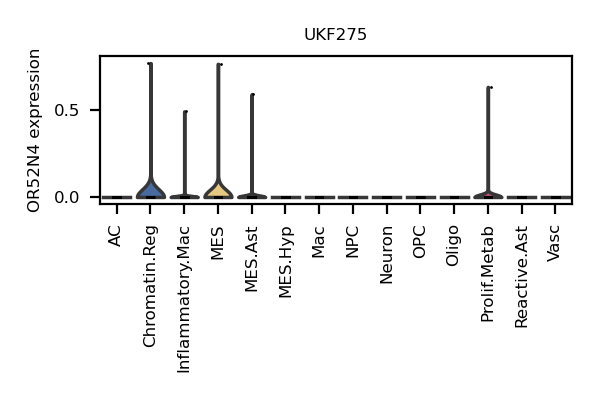 UKF275
OR52N4 expression
0.5
0.0
AC
Chromatin.Reg
Inflammatory.Mac
MES
MES.Ast
MES.Hyp
Mac
NPC
Neuron
OPC
Oligo
Prolif.Metab
Reactive.Ast
Vasc